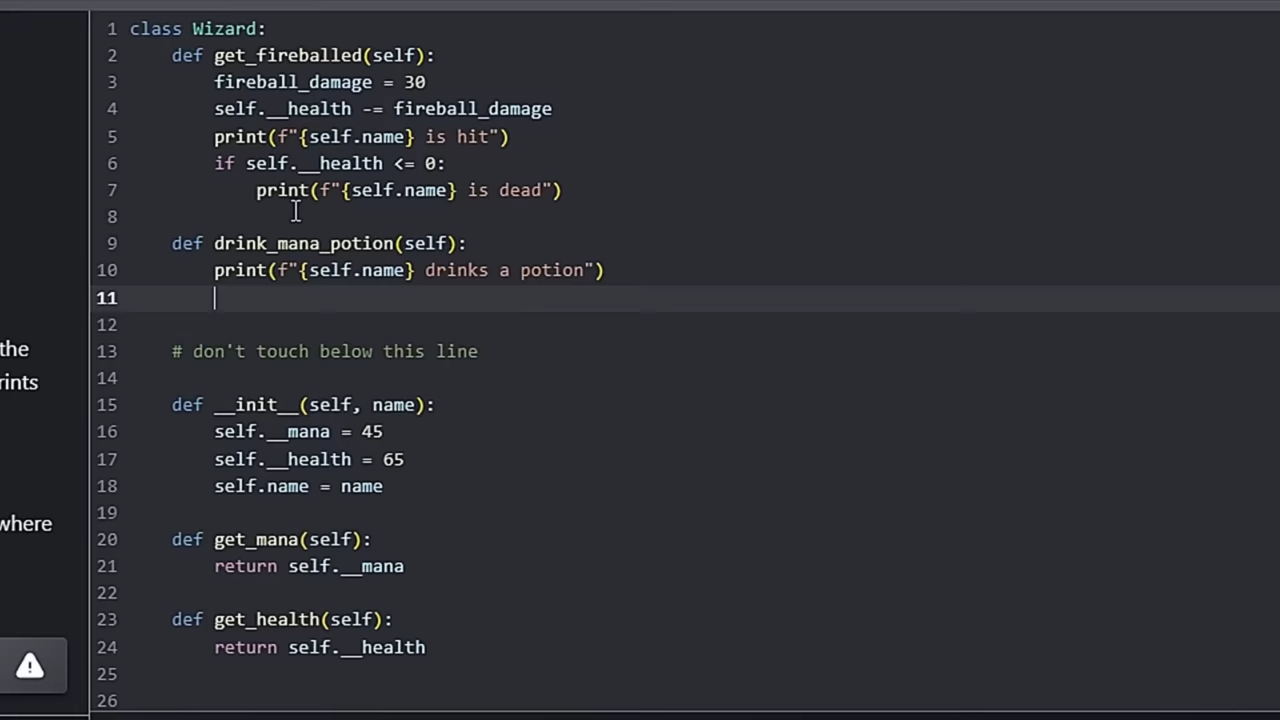 1 class Wizard:
2     def get_fireballed(self):
3         fireball_damage = 30
4         self.__health -= fireball_damage
5         print(f"{self.name} is hit")
6         if self.__health <= 0:
7             print(f"{self.name} is dead")
8
9     def drink_mana_potion(self):
10         print(f"{self.name} drinks a potion")
11
12
the
13     # don't touch below this line
rints
14
15     def __init__(self, name):
16         self.__mana = 45
17         self.__health = 65
18         self.name = name
19
where
20     def get_mana(self):
21         return self.__mana
22
23     def get_health(self):
24         return self.__health
25
26